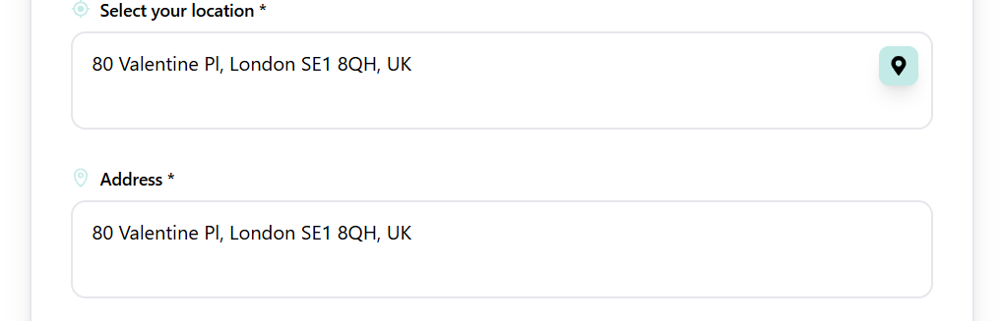 Select your location *
80 Valentine Pl, London SE1 8QH, UK
Address *
80 Valentine Pl, London SE1 8QH, UK